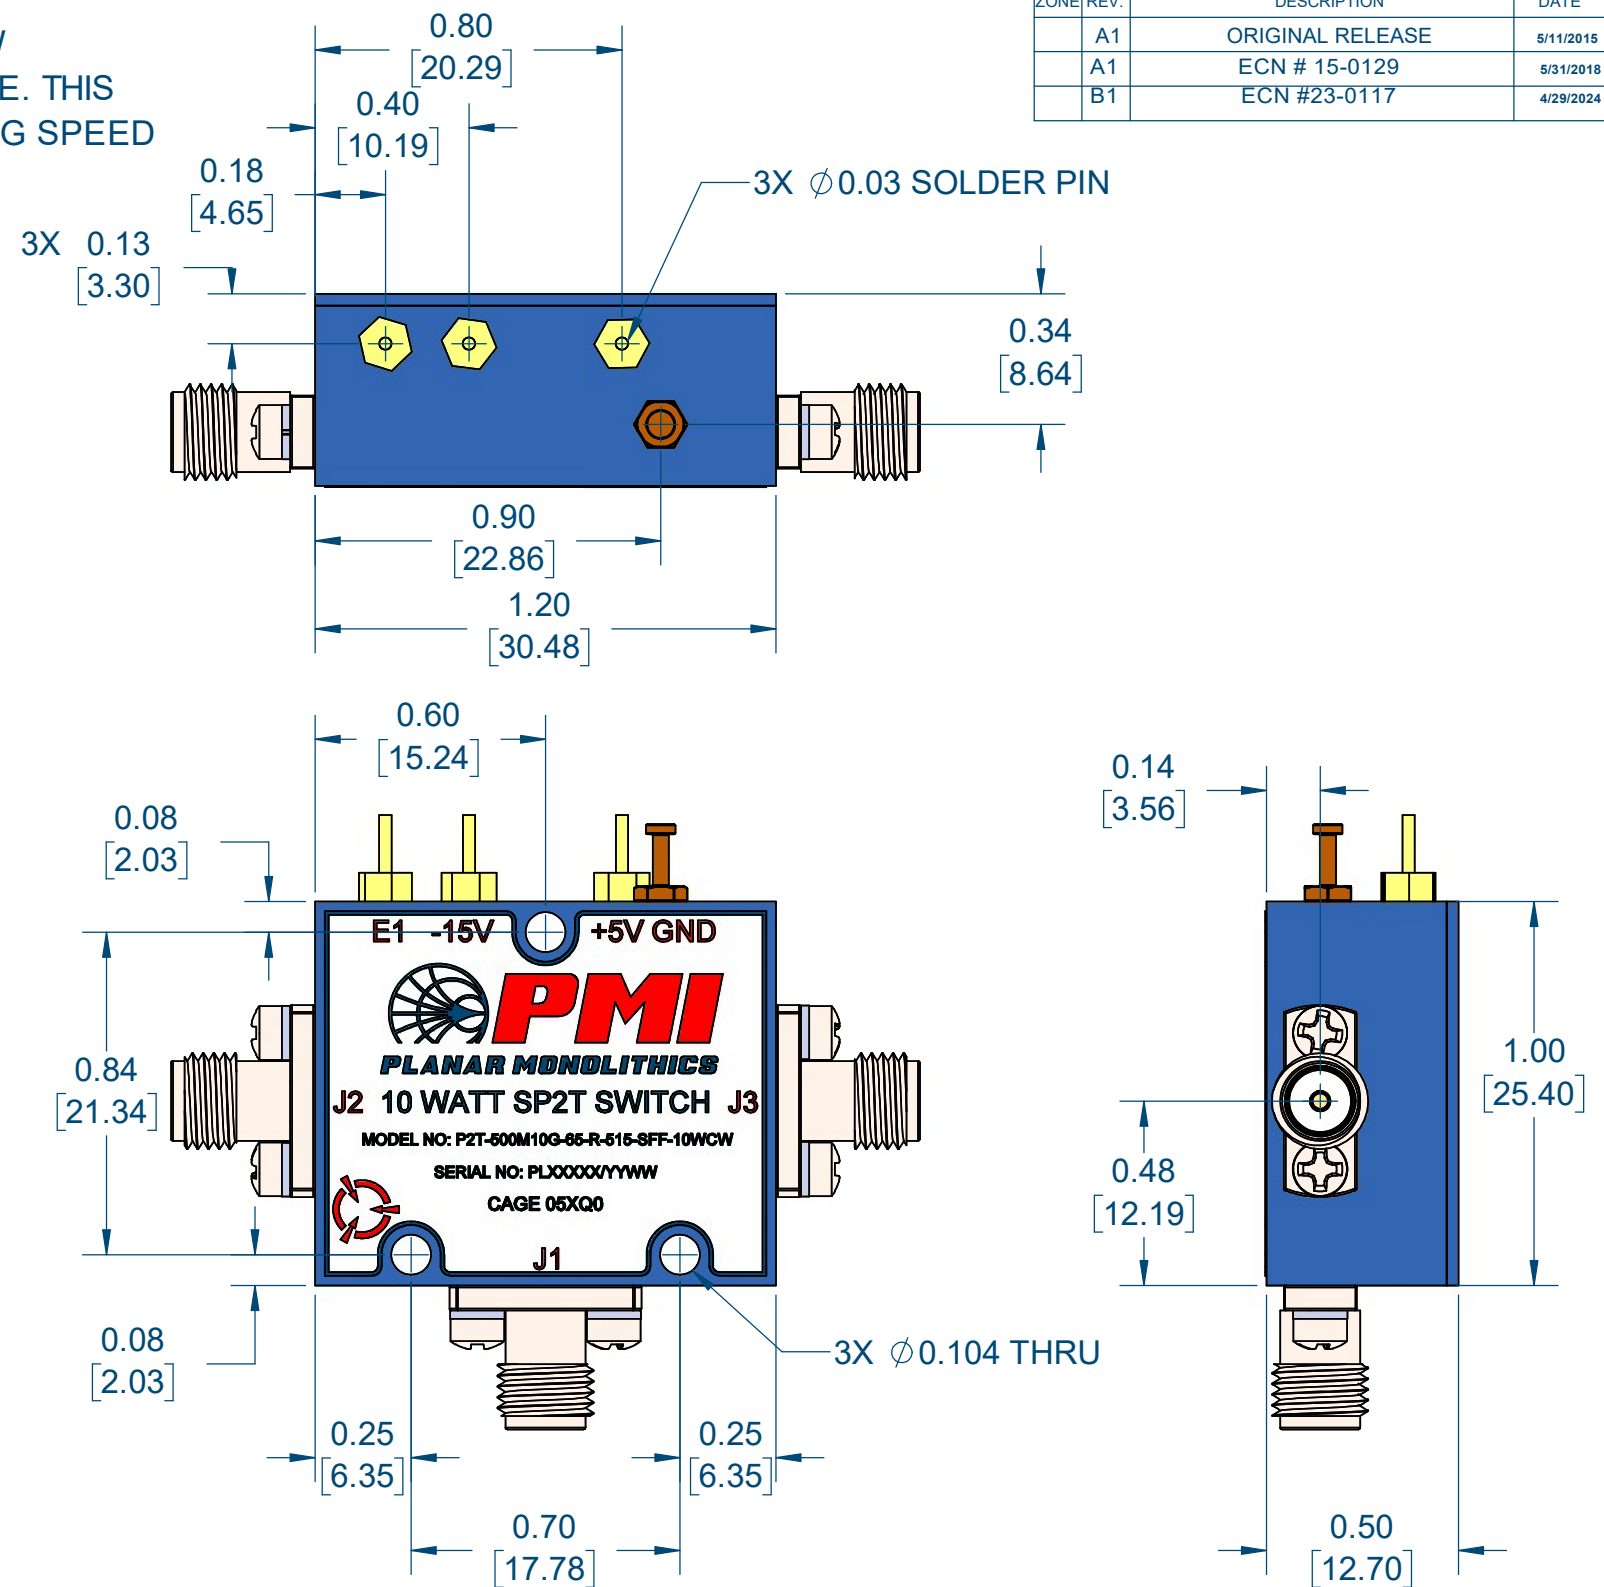 ZONE REV. DESCRIPTION DATE
A1 ORIGINAL RELEASE 5/11/2015
A1 ECN # 15-0129 5/31/2018
B1 ECN #23-0117 4/29/2024
E. THIS
G SPEED
0.80
[20.29]
0.40
[10.19]
0.18
[4.65]
3X 0.13
[3.30]
3X ∅0.03 SOLDER PIN
0.34
[8.64]
0.90
[22.86]
1.20
[30.48]
0.60
[15.24]
0.08
[2.03]
0.14
[3.56]
E1 -15V +5V GND
PMI
PLANAR MONOLITHICS
J2 10 WATT SP2T SWITCH J3
MODEL NO: P2T-500M10G-65-R-515-SFF-10WCW
SERIAL NO: PLXXXXX/YYWW
CAGE 05XQ0
J1
0.84
[21.34]
1.00
[25.40]
0.48
[12.19]
0.08
[2.03]
3X ∅0.104 THRU
0.25
[6.35]
0.25
[6.35]
0.70
[17.78]
0.50
[12.70]